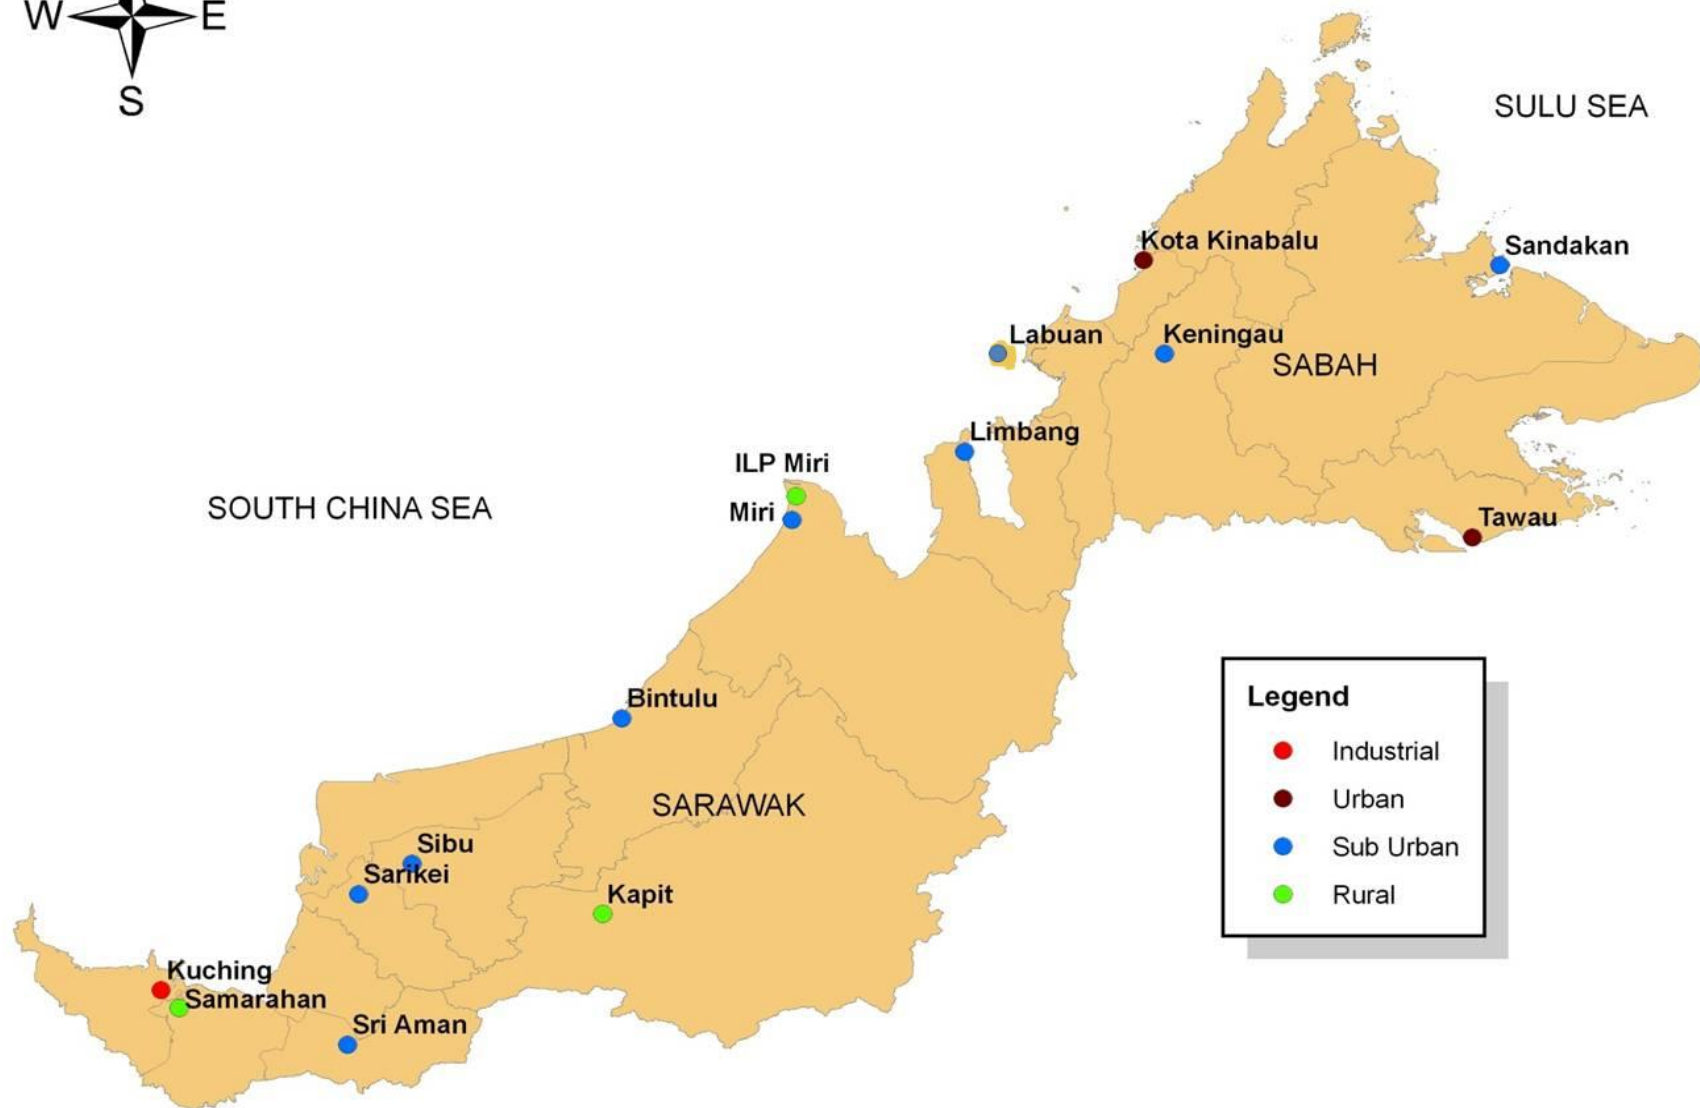 W E
S
SULU SEA
Kota Kinabalu
Sandakan
Labuan
Keningau
SABAH
Limbang
ILP Miri
SOUTH CHINA SEA
Miri
Tawau
Bintulu
SARAWAK
Sibu
Sarikei
Kapit
Kuching
Samarahan
Sri Aman
Legend
Industrial
Urban
Sub Urban
Rural